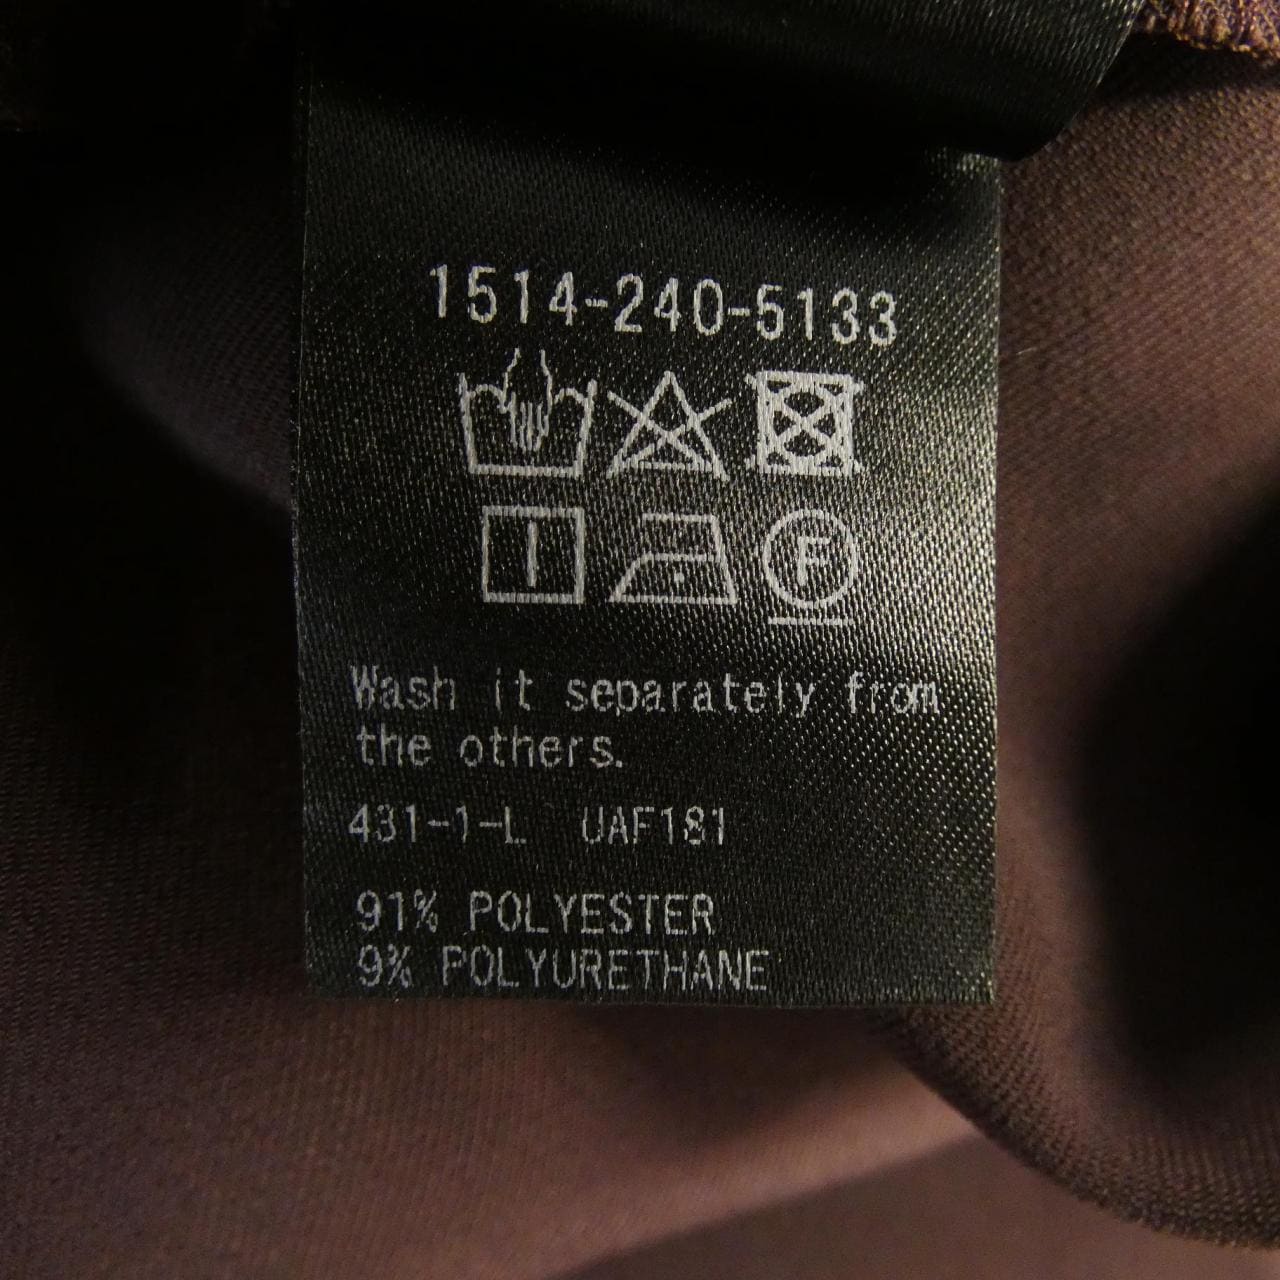 1514-240-5133
F
Wash it separately from
the others.
431-1-L UAF181
91% POLYESTER
9% POLYURETHANE